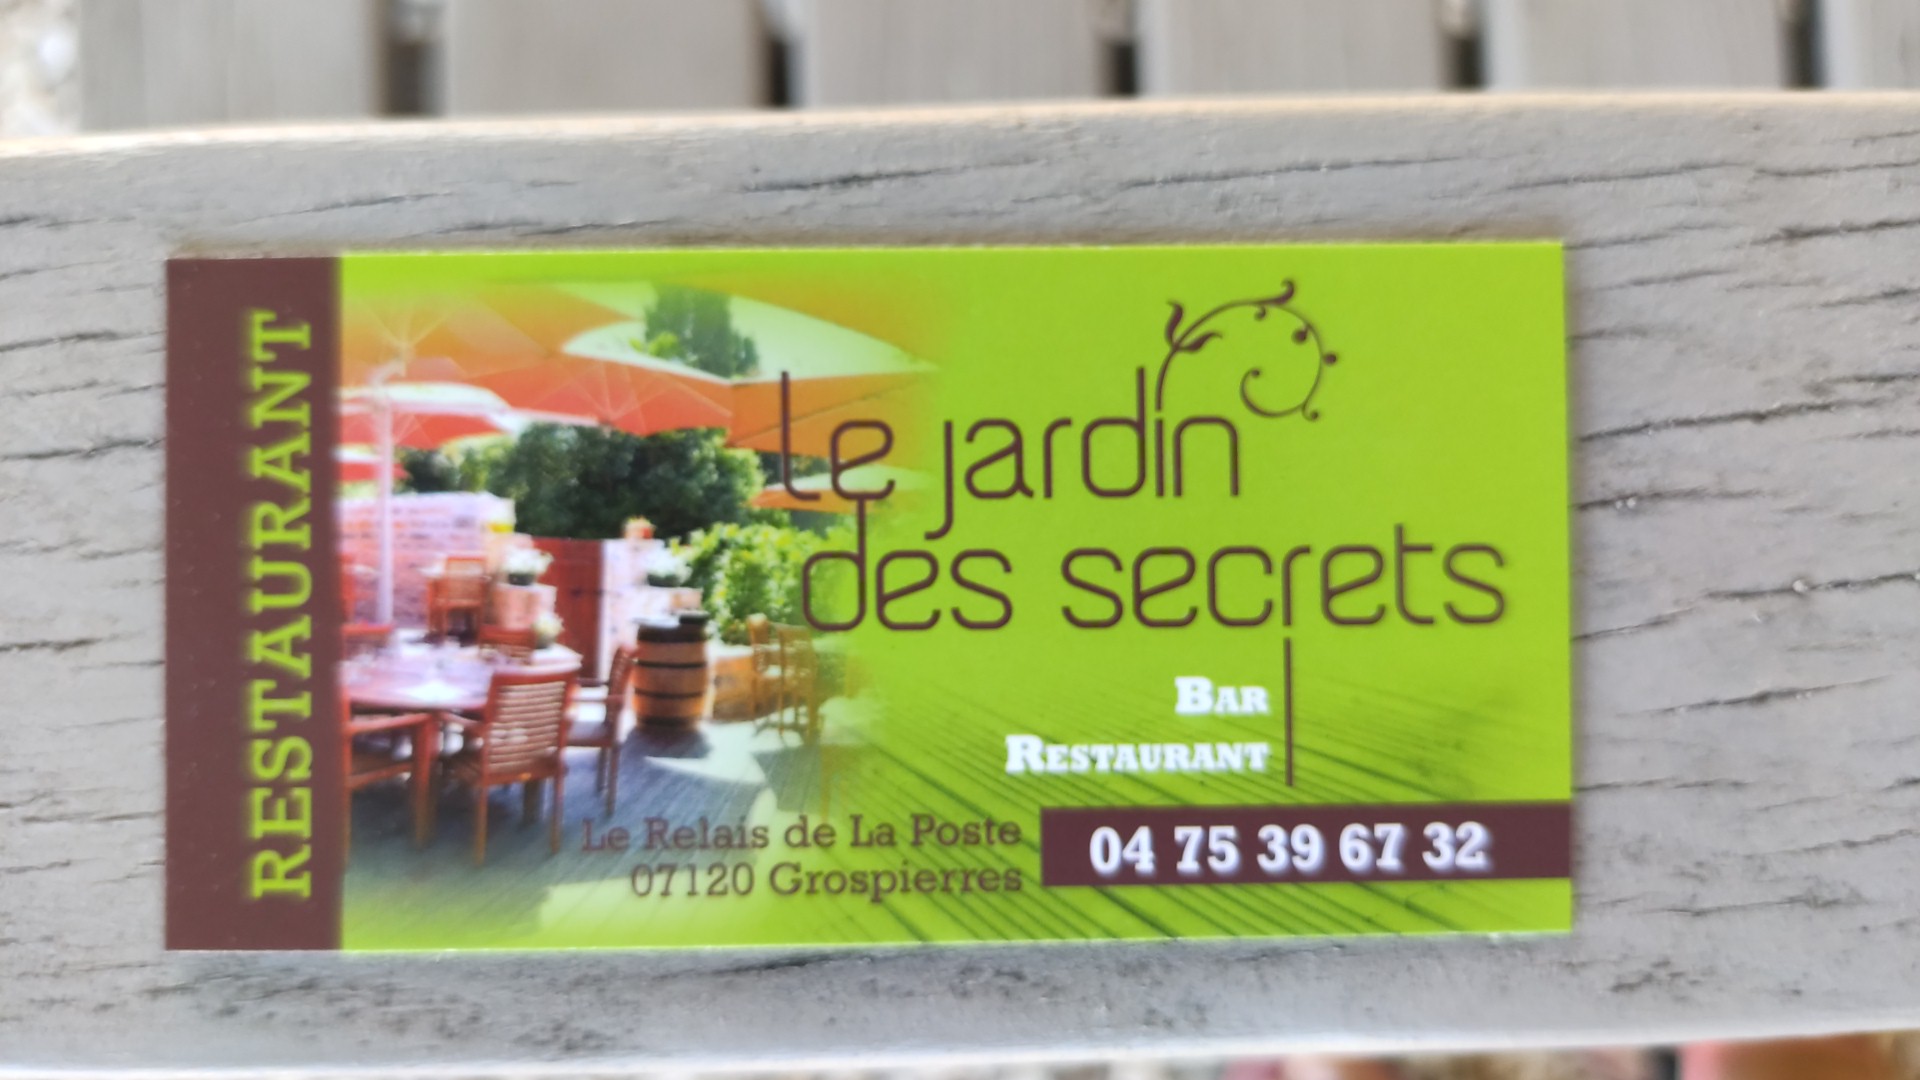 RESTAURANT
Le jardin
des secrets
BAR
RESTAURANT
Le Relais de La Poste
07120 Grospierres
04 75 39 67 32